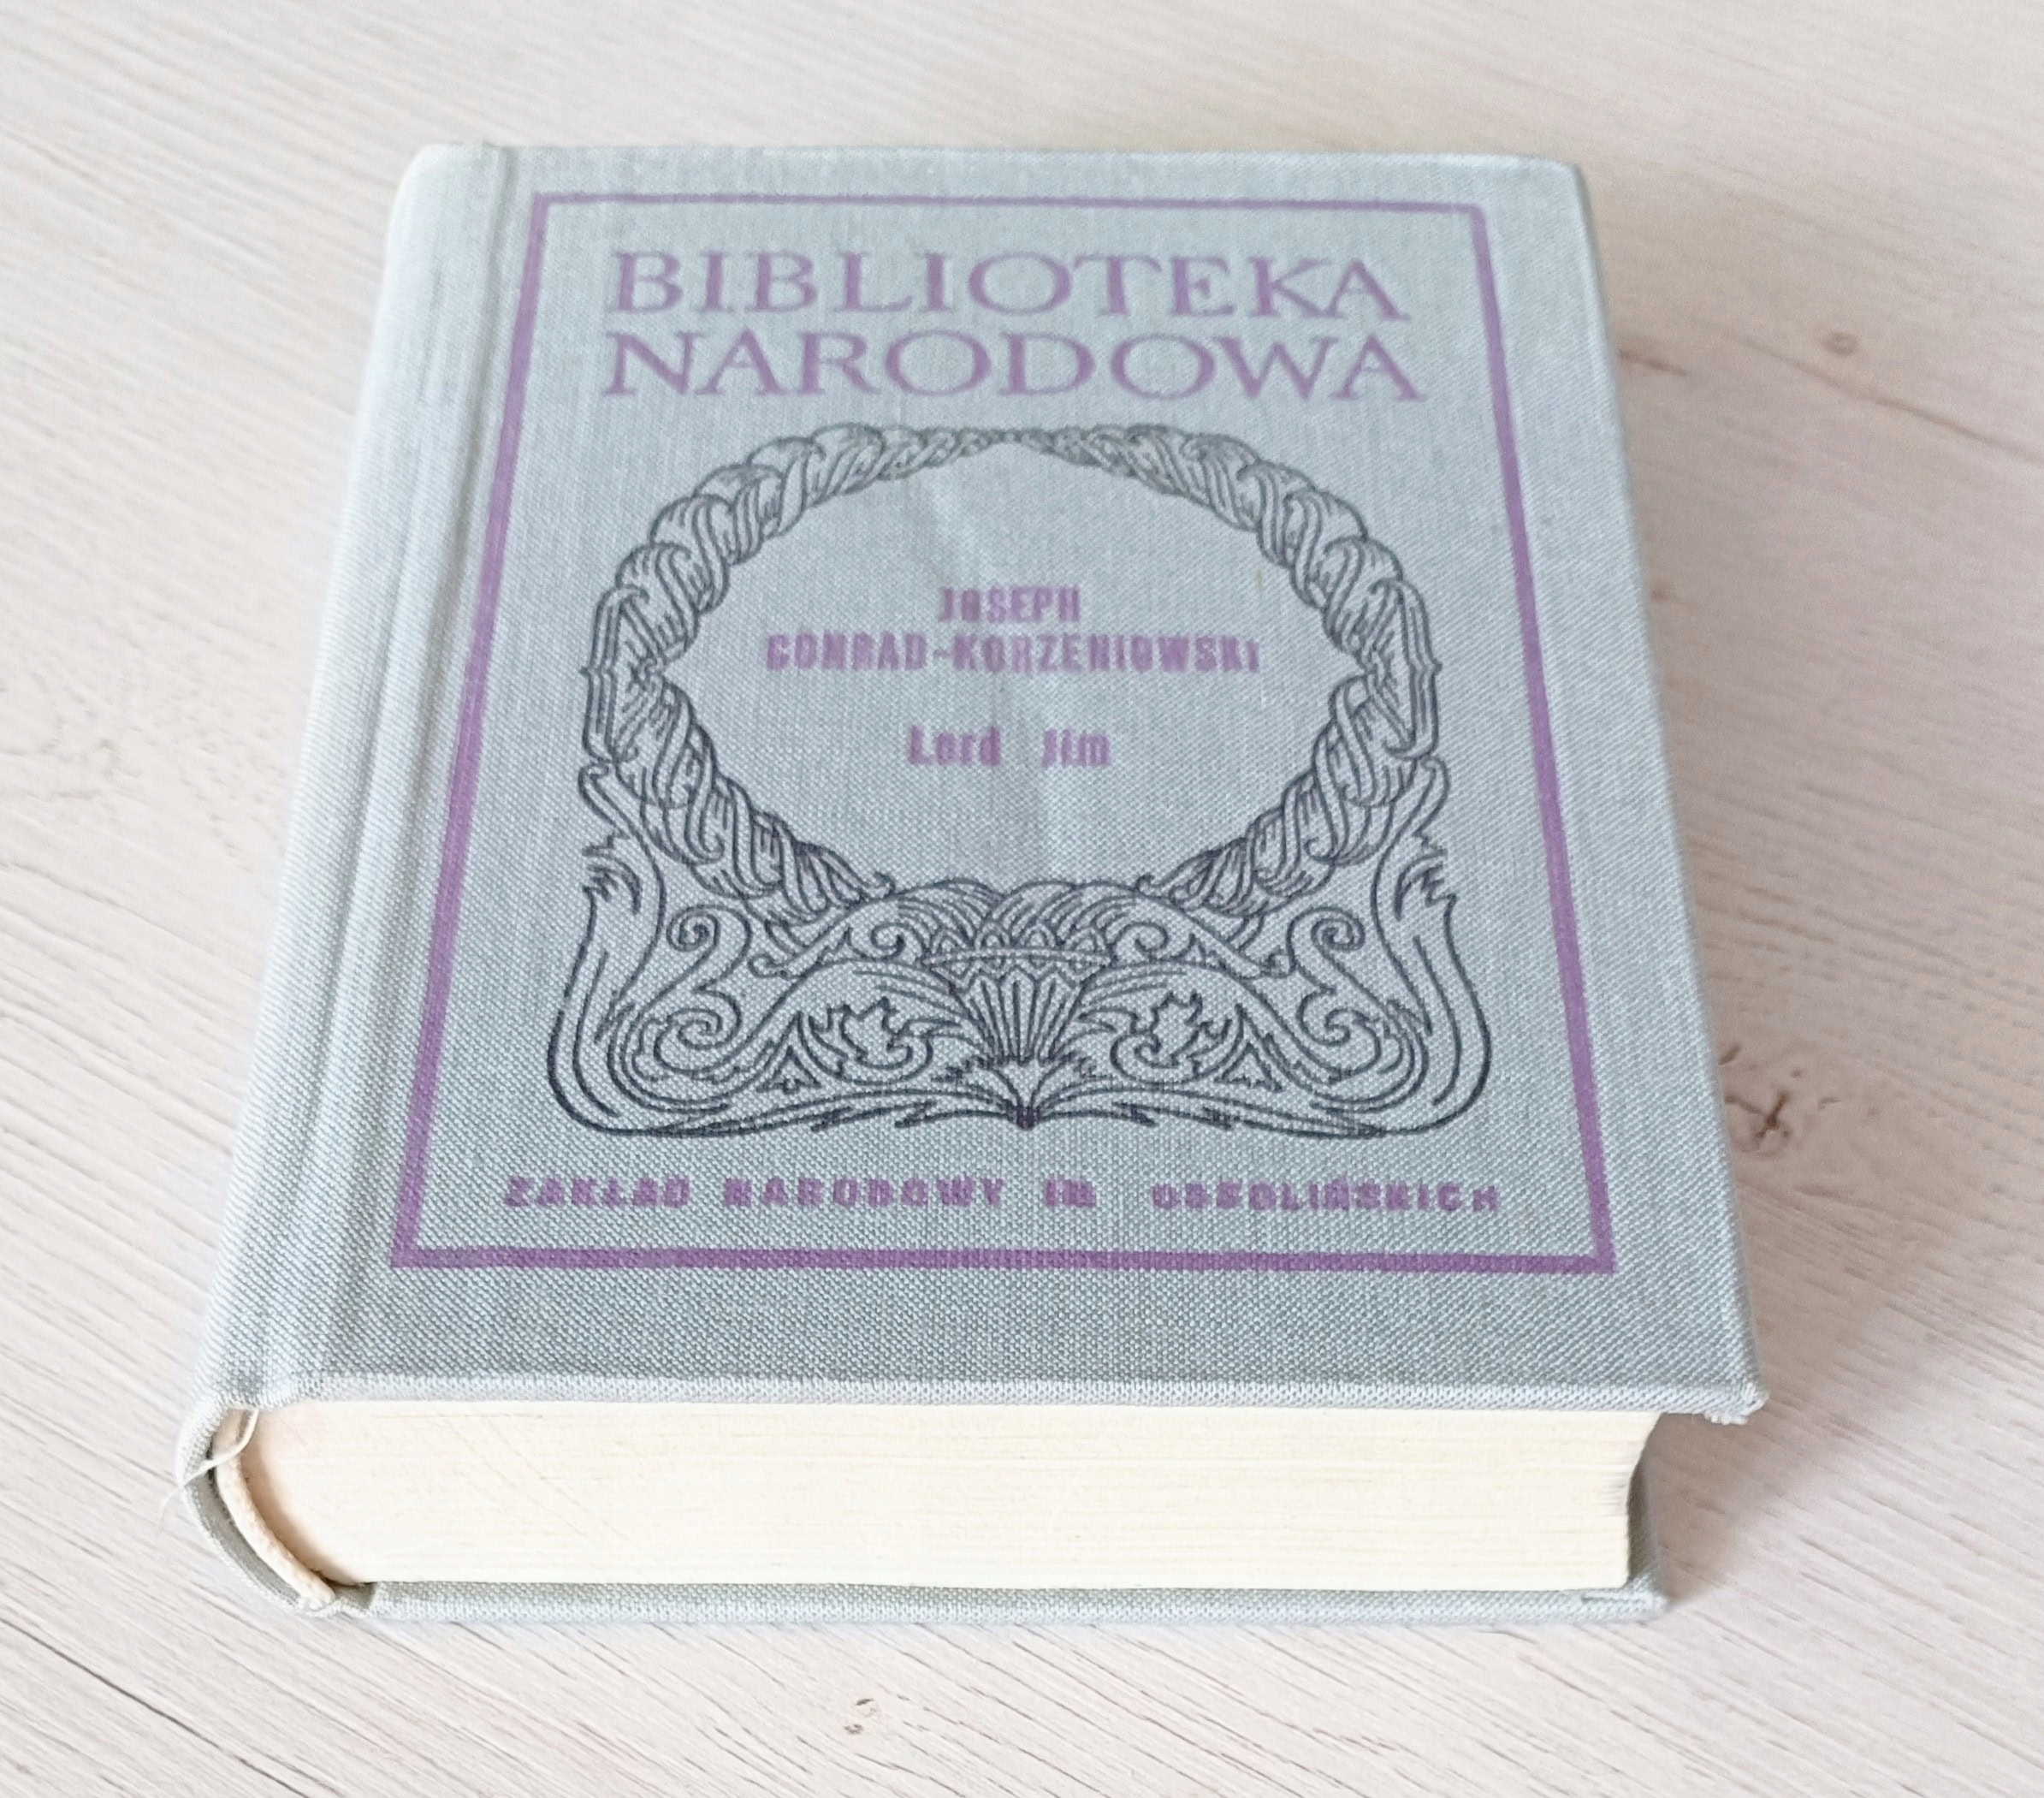 BIBLIOTEKA
NARODOWA
JOSEPH
CONRAD-KORZENIOWSKI
Lord Jim
ZAKŁAD NARODOWY IM. OSSOLIŃSKICH